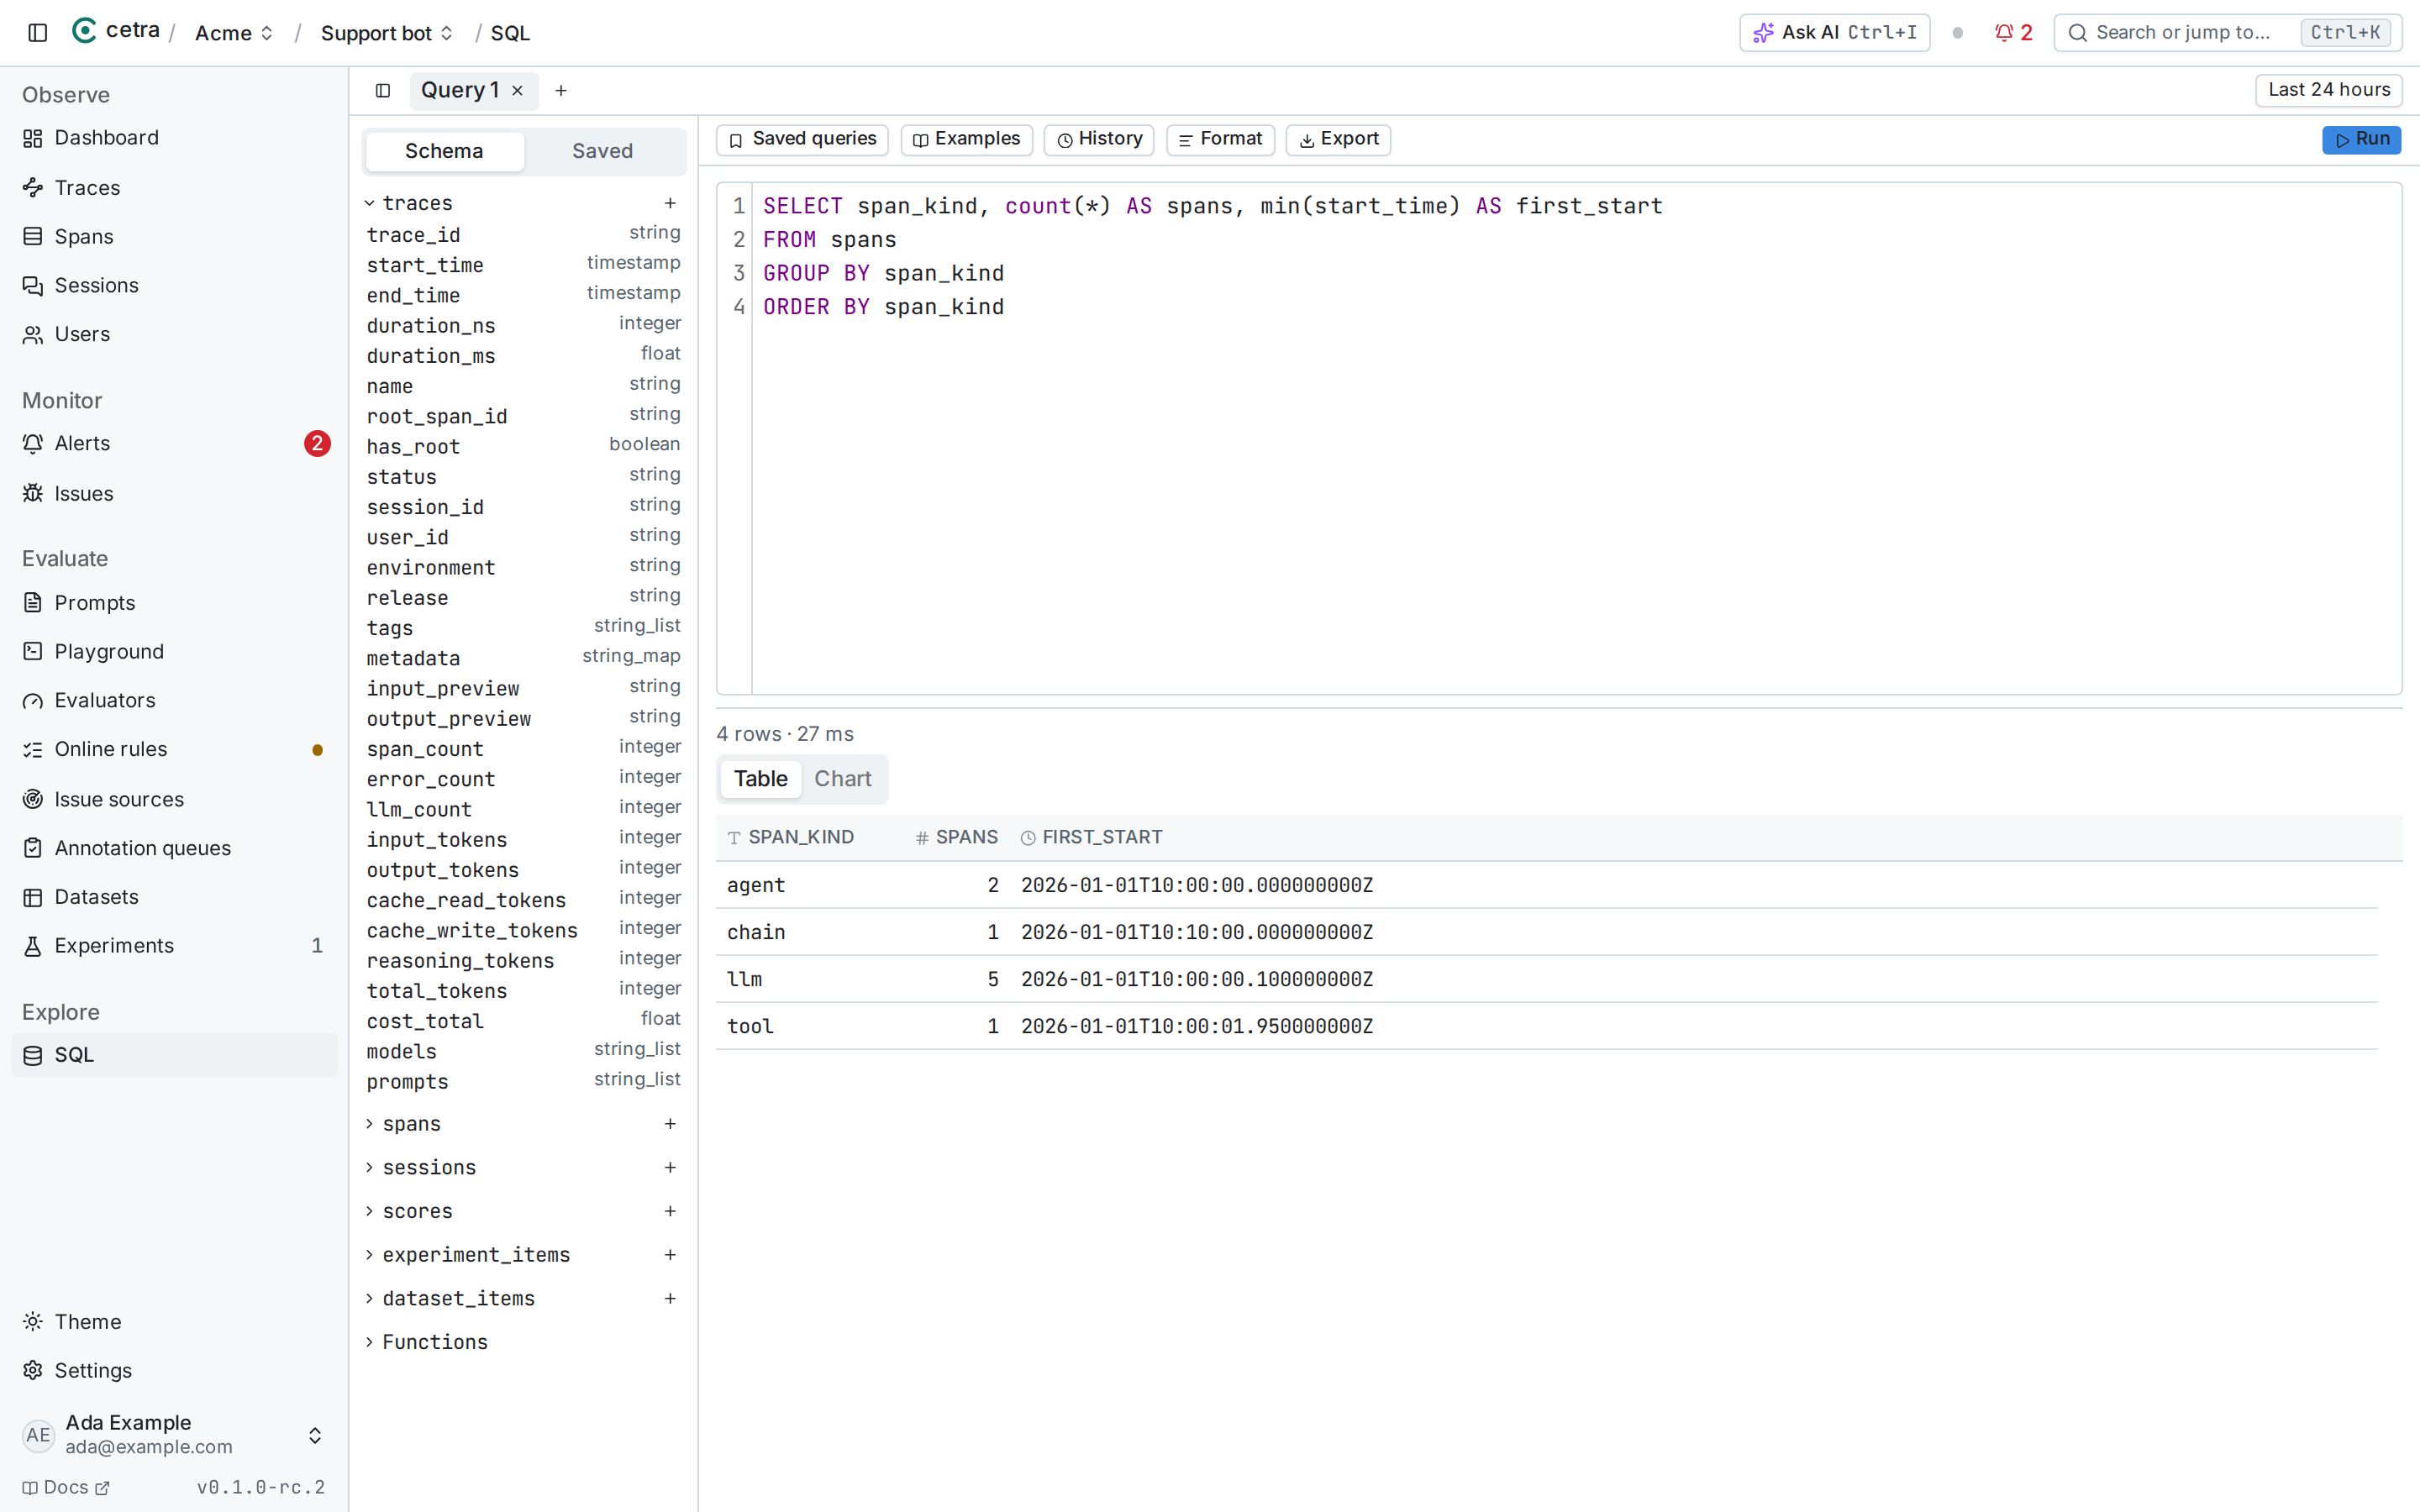 cetra / Acme / Support bot / SQL
Ask AI Ctrl+I
2
Search or jump to... Ctrl+K
Observe
Dashboard
Traces
Spans
Sessions
Users
Monitor
Alerts 2
Issues
Evaluate
Prompts
Playground
Evaluators
Online rules
Issue sources
Annotation queues
Datasets
Experiments 1
Explore
SQL
Theme
Settings
AE
Ada Example
ada@example.com
Docs v0.1.0-rc.2
Query 1
Last 24 hours
Schema Saved
traces
trace_id string
start_time timestamp
end_time timestamp
duration_ns integer
duration_ms float
name string
root_span_id string
has_root boolean
status string
session_id string
user_id string
environment string
release string
tags string_list
metadata string_map
input_preview string
output_preview string
span_count integer
error_count integer
llm_count integer
input_tokens integer
output_tokens integer
cache_read_tokens integer
cache_write_tokens integer
reasoning_tokens integer
total_tokens integer
cost_total float
models string_list
prompts string_list
spans
sessions
scores
experiment_items
dataset_items
Functions
Saved queries Examples History Format Export Run
1 SELECT span_kind, count(*) AS spans, min(start_time) AS first_start
2 FROM spans
3 GROUP BY span_kind
4 ORDER BY span_kind
4 rows · 27 ms
Table Chart
SPAN_KIND # SPANS FIRST_START
agent 2 2026-01-01T10:00:00.000000000Z
chain 1 2026-01-01T10:10:00.000000000Z
llm 5 2026-01-01T10:00:00.100000000Z
tool 1 2026-01-01T10:00:01.950000000Z